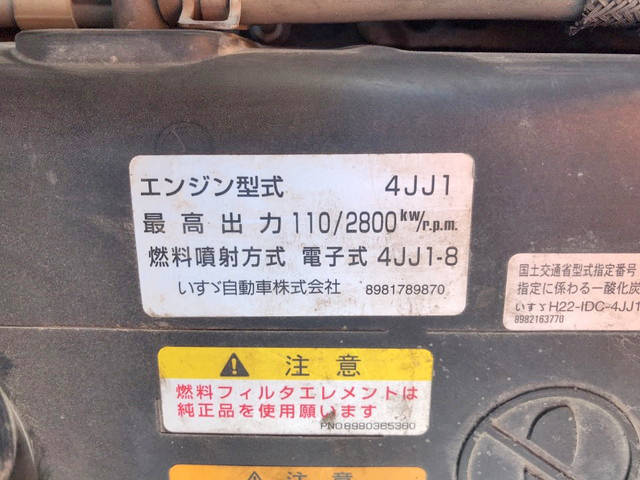 エンジン型式 4JJ1
最高出力 110/2800kw/r.p.m.
燃料噴射方式 電子式 4JJ1-8
いすゞ自動車株式会社 8981789870
国土交通省型式指定番号
指定に係わる一酸化炭
いすゞH22-IDC-4JJ1
8982163770
注意
燃料フィルタエレメントは
純正品を使用願います
PNO8980365360
注意